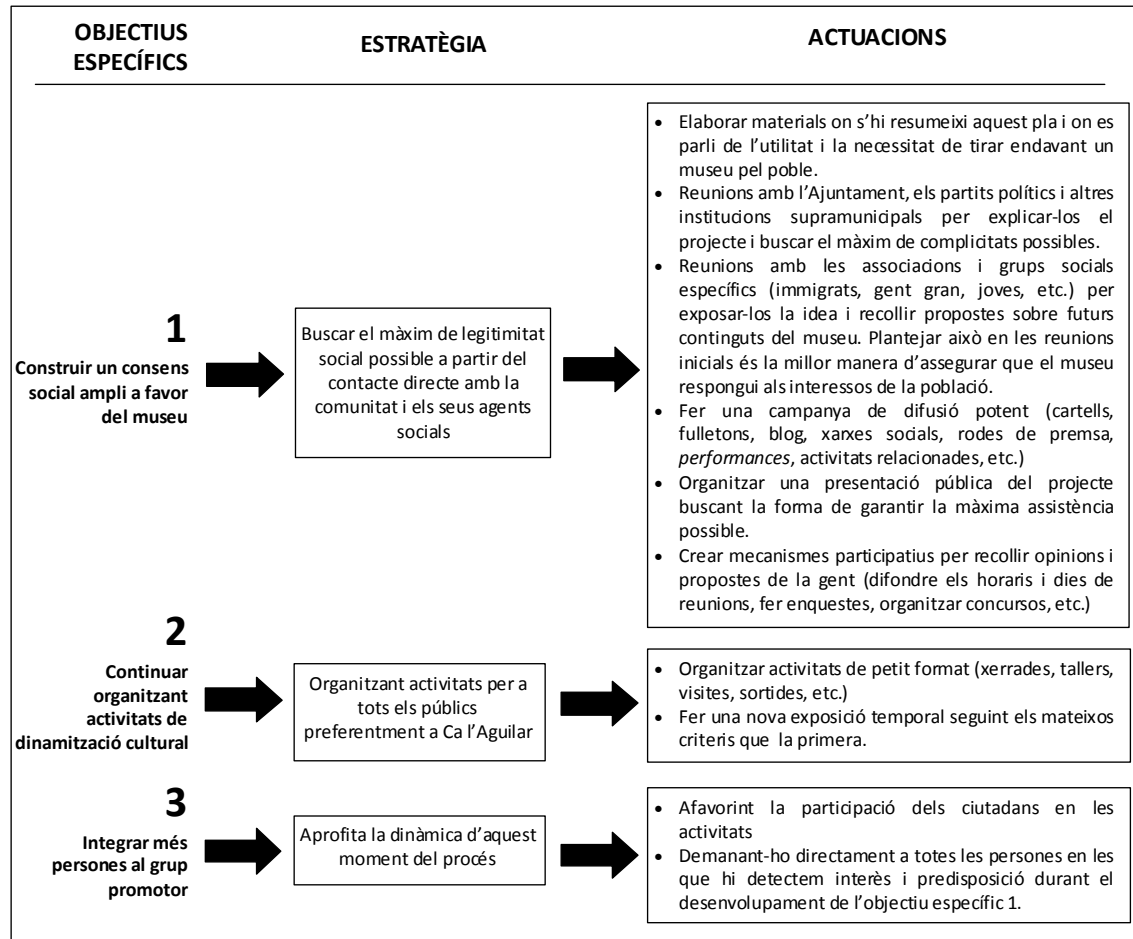 OBJECTIUS
ESPECÍFICS
ESTRATÈGIA
ACTUACIONS
1
Construir un consens
social ampli a favor
del museu
Buscar el màxim de legitimitat
social possible a partir del
contacte directe amb la
comunitat i els seus agents
socials
• Elaborar materials on s’hi resumeixi aquest pla i on es
parli de l’utilitat i la necessitat de tirar endavant un
museu pel poble.
• Reunions amb l’Ajuntament, els partits polítics i altres
institucions supramunicipals per explicar-los el
projecte i buscar el màxim de complicitats possibles.
• Reunions amb les associacions i grups socials
específics (immigrats, gent gran, joves, etc.) per
exposar-los la idea i recollir propostes sobre futurs
continguts del museu. Plantejar això en les reunions
inicials és la millor manera d’assegurar que el museu
respongui als interessos de la població.
• Fer una campanya de difusió potent (cartells,
fulletons, blog, xarxes socials, rodes de premsa,
performances, activitats relacionades, etc.)
• Organitzar una presentació pública del projecte
buscant la forma de garantir la màxima assistència
possible.
• Crear mecanismes participatius per recollir opinions i
propostes de la gent (difondre els horaris i dies de
reunions, fer enquestes, organitzar concursos, etc.)
2
Continuar
organitzant
activitats de
dinamització cultural
Organitzant activitats per a
tots els públics
preferentment a Ca l’Aguilar
• Organitzar activitats de petit format (xerrades, tallers,
visites, sortides, etc.)
• Fer una nova exposició temporal seguint els mateixos
criteris que la primera.
3
Integrar més
persones al grup
promotor
Aprofita la dinàmica d’aquest
moment del procés
• Afavorint la participació dels ciutadans en les
activitats
• Demanant-ho directament a totes les persones en les
que hi detectem interès i predisposició durant el
desenvolupament de l’objectiu específic 1.